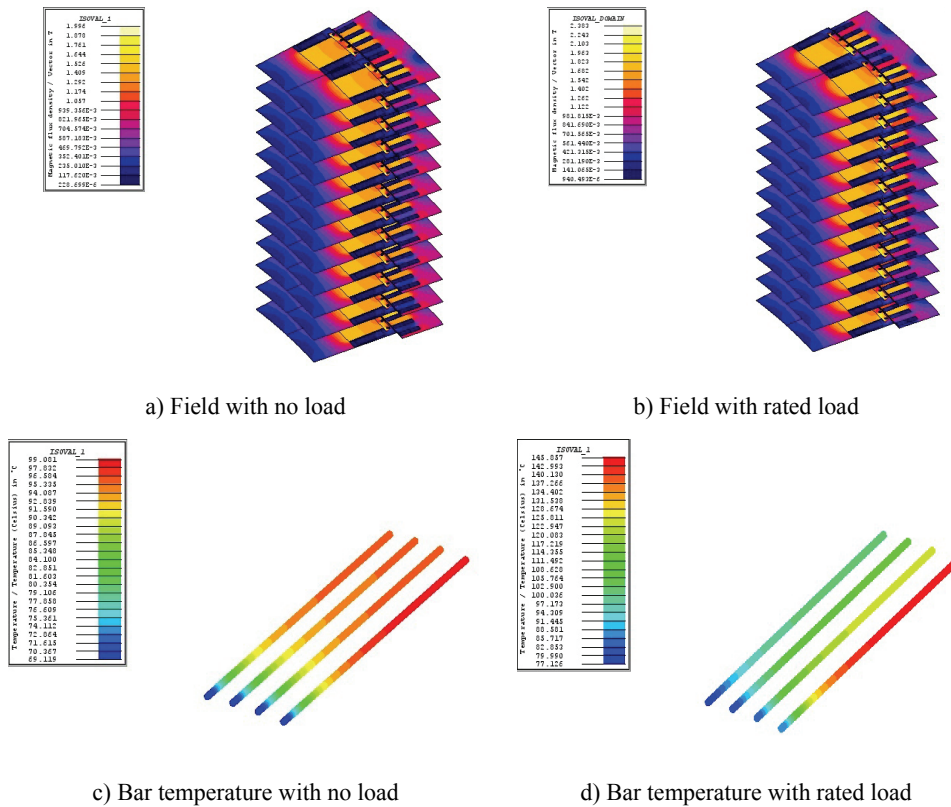 ISOVAL_1
1.996
1.878
1.761
1.644
1.526
1.409
1.292
1.174
1.057
939.356E-3
821.965E-3
704.574E-3
587.183E-3
469.792E-3
352.401E-3
235.010E-3
117.620E-3
228.699E-6
Magnetic flux density / Vector in T
ISOVAL_DOMAIN
2.383
2.243
2.103
1.963
1.823
1.682
1.542
1.402
1.262
1.122
981.815E-3
841.690E-3
701.565E-3
561.440E-3
421.315E-3
281.190E-3
141.066E-3
940.493E-6
Magnetic flux density / Vector in T
a) Field with no load
b) Field with rated load
ISOVAL_1
99.081
97.832
96.584
95.335
94.087
92.839
91.590
90.342
89.093
87.845
86.597
85.348
84.100
82.851
81.603
80.354
79.106
77.858
76.609
75.361
74.112
72.864
71.615
70.367
69.119
Temperature / Temperature (Celsius) in °C
ISOVAL_1
145.857
142.993
140.130
137.266
134.402
131.538
128.674
125.811
122.947
120.083
117.219
114.355
111.492
108.628
105.764
102.900
100.036
97.173
94.309
91.445
88.581
85.717
82.853
79.990
77.126
Temperature / Temperature (Celsius) in °C
c) Bar temperature with no load
d) Bar temperature with rated load